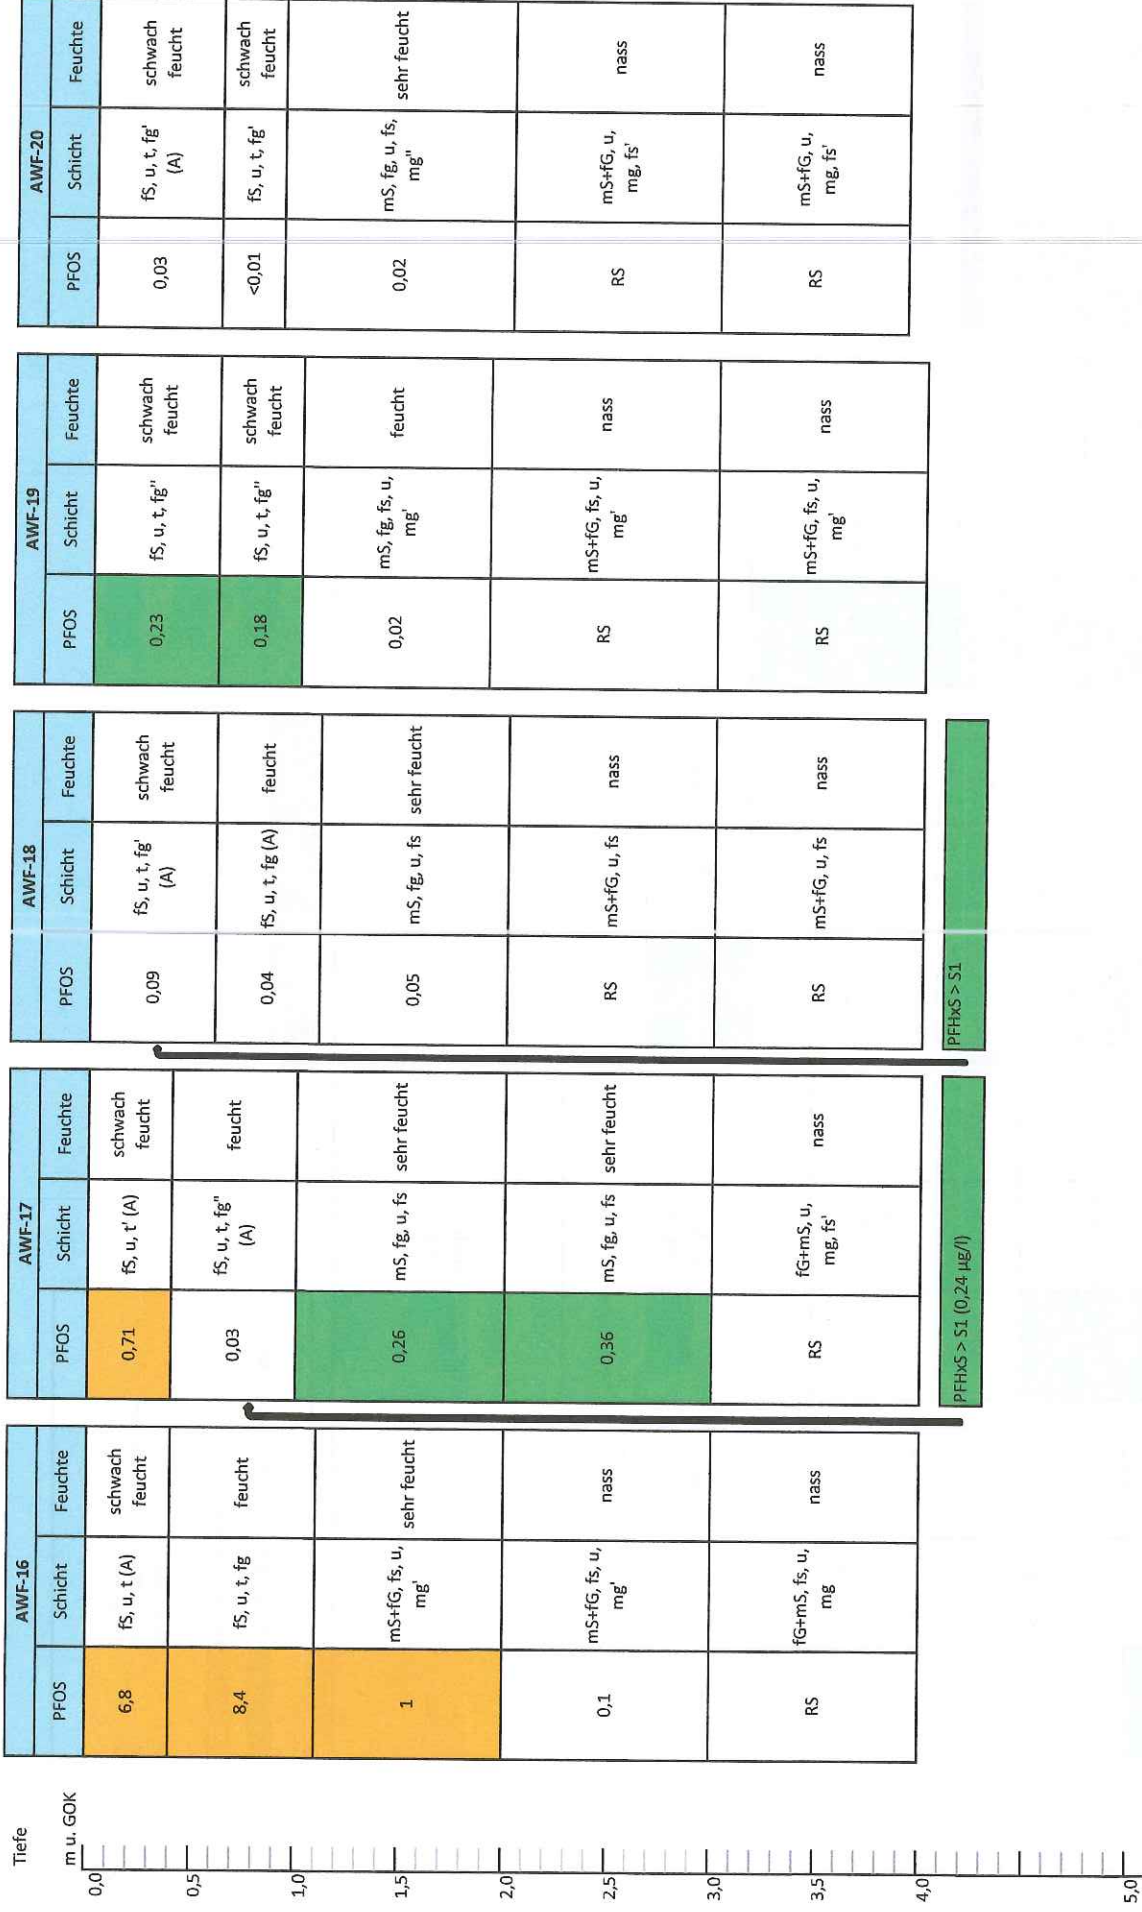 Tiefe
m u. GOK
0,0
0,5
1,0
1,5
2,0
2,5
3,0
3,5
4,0
5,0
AWF-16
PFOS Schicht Feuchte
6,8 fS, u, t (A) schwach
feucht
8,4 fS, u, t, fg feucht
1 mS+fG, fs, u,
mg' sehr feucht
0,1 mS+fG, fs, u,
mg' nass
RS fG+mS, fs, u,
mg nass
AWF-17
PFOS Schicht Feuchte
0,71 fS, u, t' (A) schwach
feucht
0,03 fS, u, t, fg"
(A) feucht
0,26 mS, fg, u, fs sehr feucht
0,36 mS, fg, u, fs sehr feucht
RS fG+mS, u,
mg, fs' nass
PFHxS > S1 (0,24 µg/l)
AWF-18
PFOS Schicht Feuchte
0,09 fS, u, t, fg'
(A) schwach
feucht
0,04 fS, u, t, fg (A) feucht
0,05 mS, fg, u, fs sehr feucht
RS mS+fG, u, fs nass
RS mS+fG, u, fs nass
PFHxS > S1
AWF-19
PFOS Schicht Feuchte
0,23 fS, u, t, fg" schwach
feucht
0,18 fS, u, t, fg" schwach
feucht
0,02 mS, fg, fs, u,
mg' feucht
RS mS+fG, fs, u,
mg' nass
RS mS+fG, fs, u,
mg' nass
AWF-20
PFOS Schicht Feuchte
0,03 fS, u, t, fg'
(A) schwach
feucht
<0,01 fS, u, t, fg' schwach
feucht
0,02 mS, fg, u, fs,
mg" sehr feucht
RS mS+fG, u,
mg, fs' nass
RS mS+fG, u,
mg, fs' nass